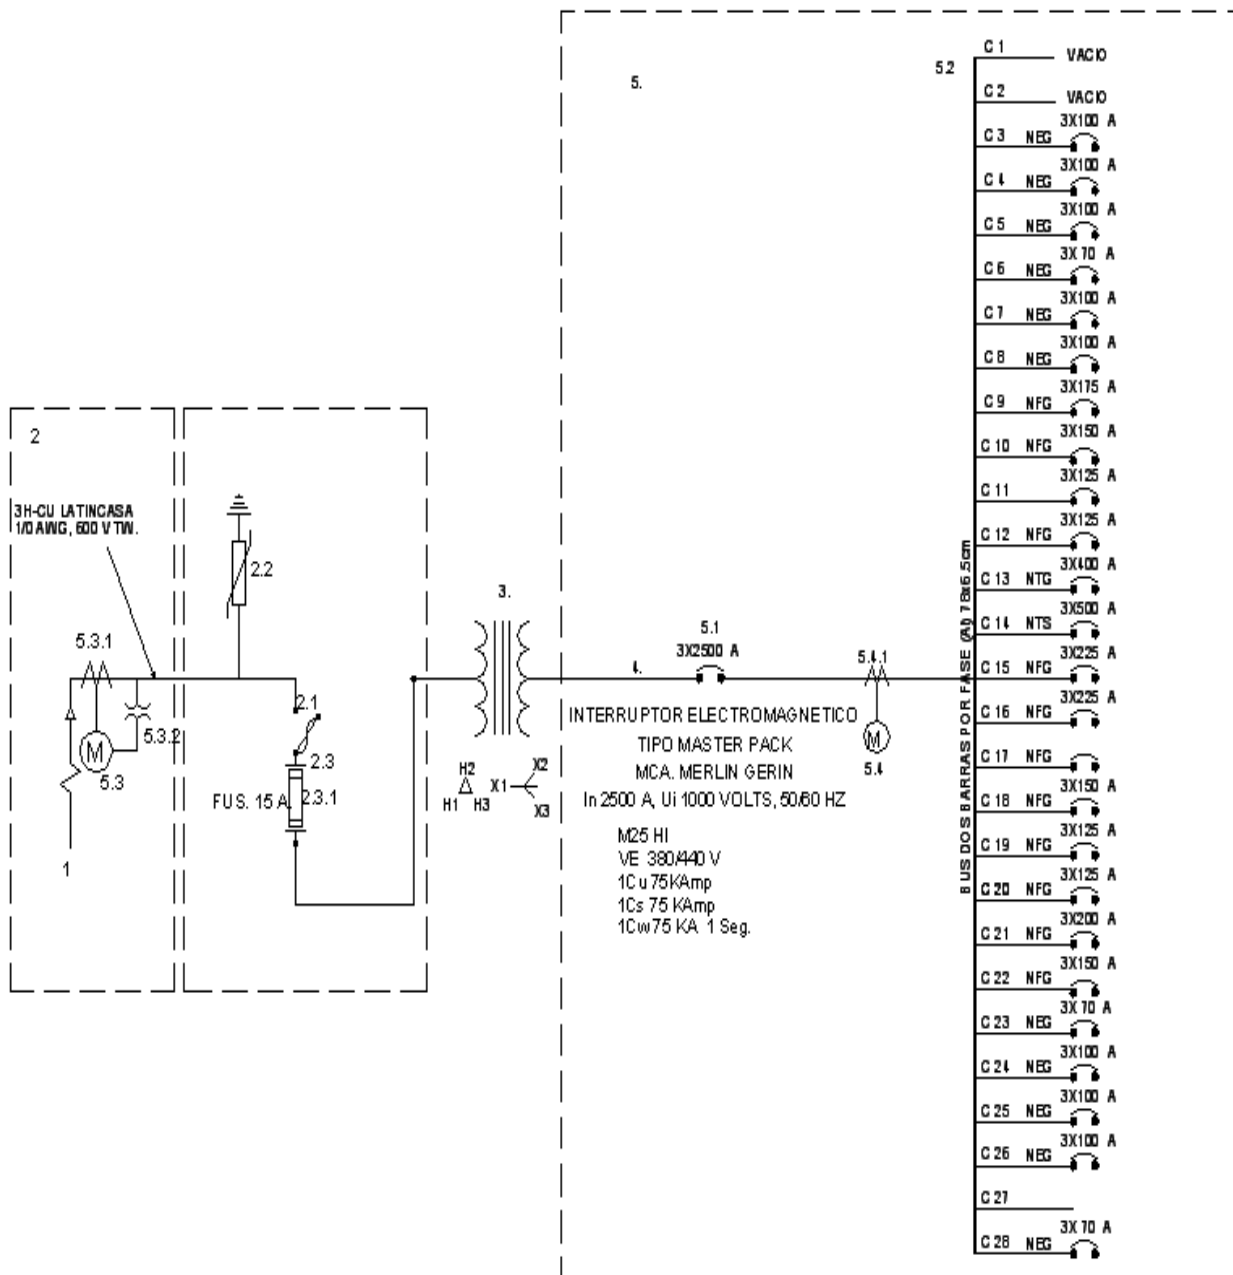 5.
5.2
C 1 VACIO
C 2 VACIO
3X100 A
C 3 NEG
3X100 A
C 4 NEG
3X100 A
C 5 NEG
3X 70 A
C 6 NEG
3X100 A
C 7 NEG
3X100 A
C 8 NEG
3X175 A
C 9 NFG
3X150 A
C 10 NFG
3X125 A
C 11
3X125 A
C 12 NFG
3X400 A
C 13 NTG
3X500 A
C 14 NTS
3X225 A
C 15 NFG
3X225 A
C 16 NFG
C 17 NFG
3X150 A
C 18 NFG
3X125 A
C 19 NFG
3X125 A
C 20 NFG
3X200 A
C 21 NFG
3X150 A
C 22 NFG
3X 70 A
C 23 NEG
3X100 A
C 24 NEG
3X100 A
C 25 NEG
3X100 A
C 26 NEG
C 27
3X 70 A
C 28 NEG
BUS DOS BARRAS POR FASE (Al) 78x6.5cm
2
3H-CU LATINCASA
1/0 AWG, 600 V TW.
2.2
5.3.1
5.3.2
M
5.3
1
2.1
2.3
2.3.1
FUS. 15 A
3.
H2
H1 H3
X2
X1
X3
4.
5.1
3X2500 A
5.4.1
M
5.4
INTERRUPTOR ELECTROMAGNETICO
TIPO MASTER PACK
MCA. MERLIN GERIN
In 2500 A, Ui 1000 VOLTS, 50/60 HZ
M25 HI
VE 380/440 V
1Cu 75 KAmp
1Cs 75 KAmp
1Cw 75 KA 1 Seg.